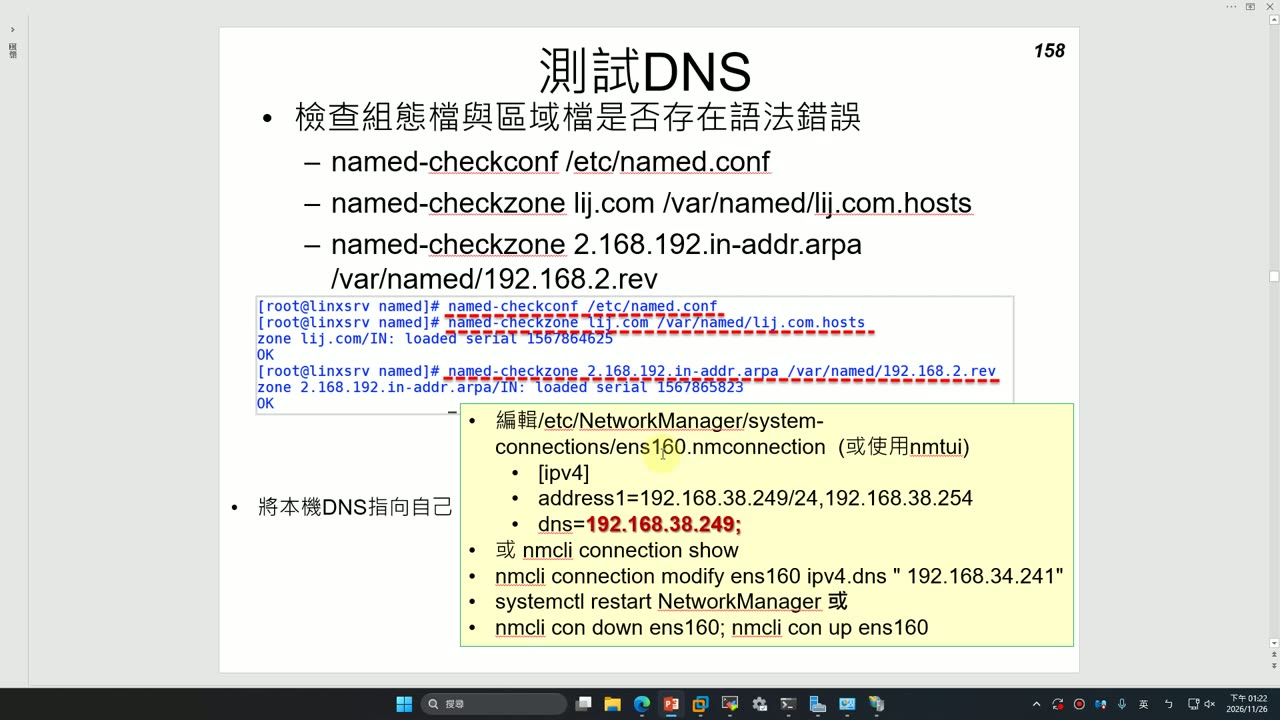 158
測試DNS
• 檢查組態檔與區域檔是否存在語法錯誤
– named-checkconf /etc/named.conf
– named-checkzone lij.com /var/named/lij.com.hosts
– named-checkzone 2.168.192.in-addr.arpa
/var/named/192.168.2.rev
[root@linxsrv named]# named-checkconf /etc/named.conf
[root@linxsrv named]# named-checkzone lij.com /var/named/lij.com.hosts
zone lij.com/IN: loaded serial 1567864625
OK
[root@linxsrv named]# named-checkzone 2.168.192.in-addr.arpa /var/named/192.168.2.rev
zone 2.168.192.in-addr.arpa/IN: loaded serial 1567865823
OK
• 將本機DNS指向自己
• 編輯/etc/NetworkManager/system-
connections/ens160.nmconnection (或使用nmtui)
• [ipv4]
• address1=192.168.38.249/24,192.168.38.254
• dns=192.168.38.249;
• 或 nmcli connection show
• nmcli connection modify ens160 ipv4.dns " 192.168.34.241"
• systemctl restart NetworkManager 或
• nmcli con down ens160; nmcli con up ens160
搜尋
英
ㄅ
下午 01:22
2026/11/26